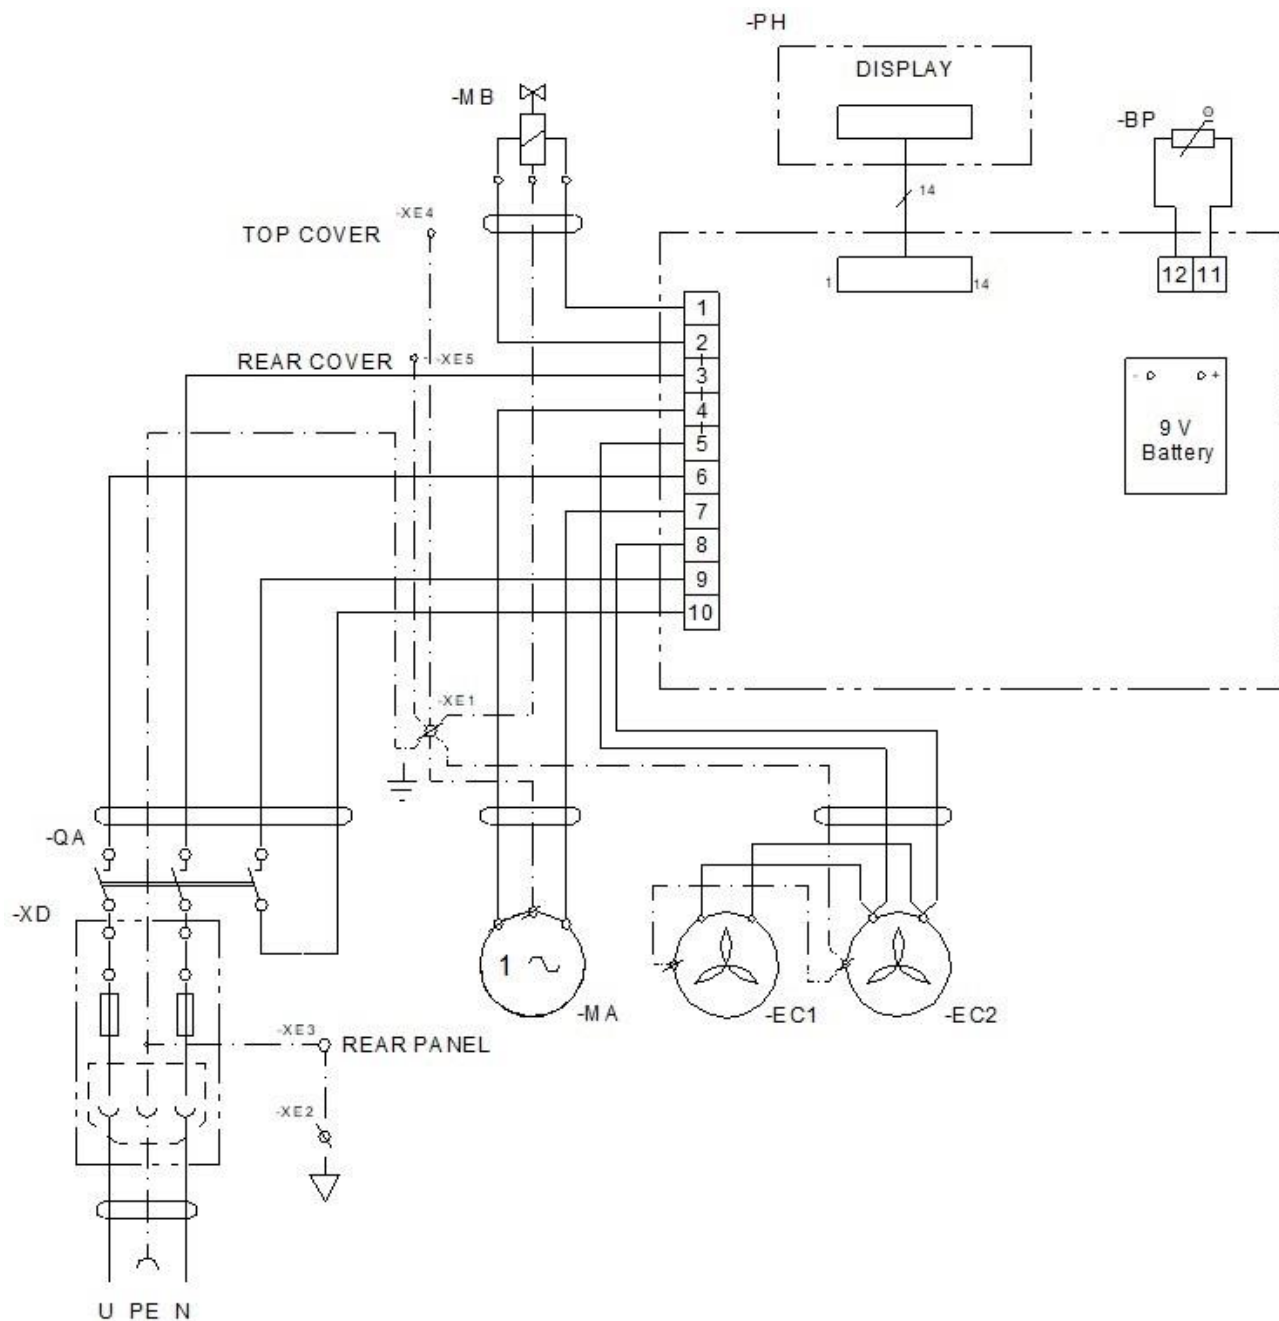 -PH
DISPLAY
-MB
-BP
14
-XE4
TOP COVER
12 11
1 14
1
2
REAR COVER -XE5
3
- +
4
9 V
5
Battery
6
7
8
9
10
-XE1
-QA
-XD
1
-MA
-EC1
-EC2
-XE3
REAR PANEL
-XE2
U PE N